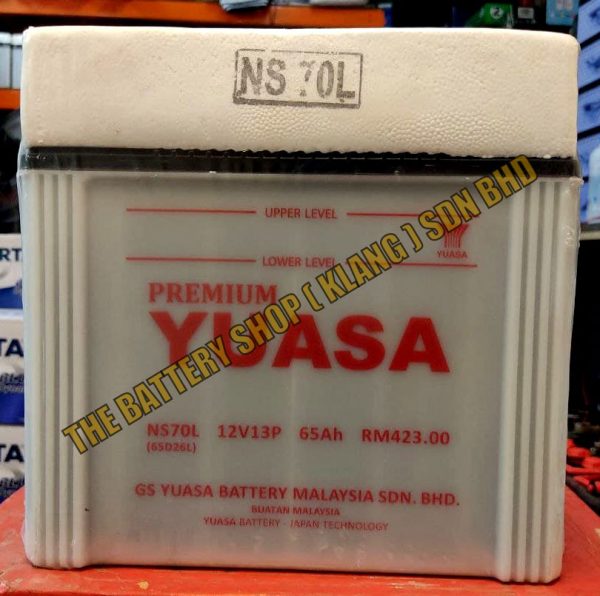 NS 70L
UPPER LEVEL
YUASA
LOWER LEVEL
PREMIUM
YUASA
THE BATTERY SHOP ( KLANG ) SDN BHD
NS70L 12V13P 65Ah RM423.00
(65D26L)
GS YUASA BATTERY MALAYSIA SDN. BHD.
BUATAN MALAYSIA
YUASA BATTERY - JAPAN TECHNOLOGY